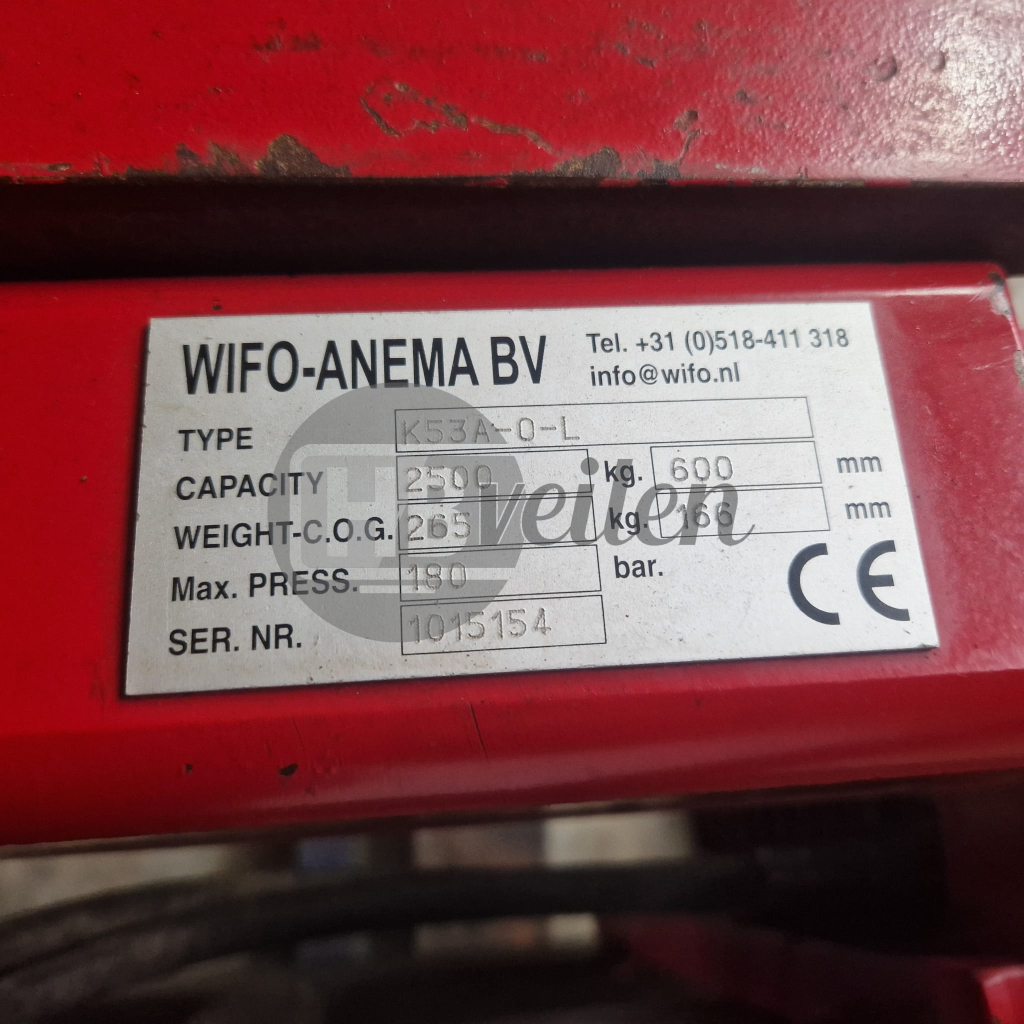 WIFO-ANEMA BV
Tel. +31 (0)518-411 318
info@wifo.nl
TYPE K53A-0-L
CAPACITY 2500 kg. 600 mm
WEIGHT-C.O.G. 265 kg. 166 mm
Max. PRESS. 180 bar.
SER. NR. 1015154
CE
veilen